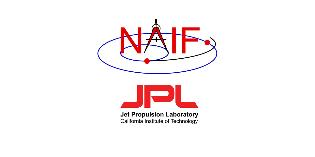 NAIF
JPL
Jet Propulsion Laboratory
California Institute of Technology